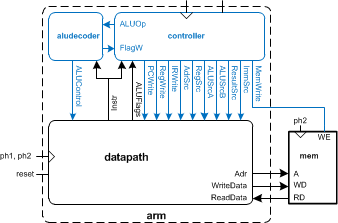 ALUOp
aludecoder
controller
FlagW
ALUControl
Instr
ALUFlags
PCWrite
RegWrite
IRWrite
AdrSrc
RegSrc
ALUSrcA
ALUSrcB
ResultSrc
ImmSrc
MemWrite
ph2
WE
ph1, ph2
datapath
mem
reset
Adr
A
WriteData
WD
ReadData
RD
arm